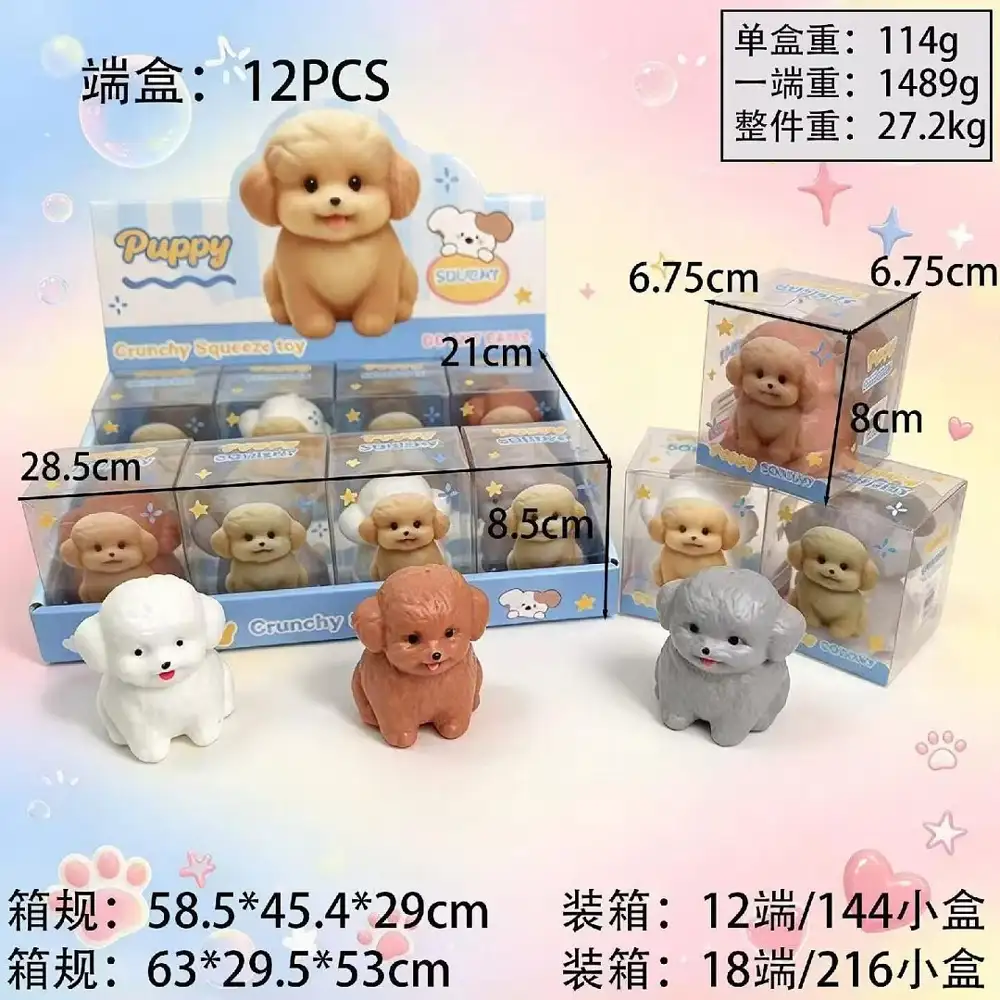 端盒：12PCS
单盒重：114g
一端重：1489g
整件重：27.2kg
Puppy
SQUISHY
Crunchy Squeeze toy
6.75cm
6.75cm
21cm
8cm
28.5cm
8.5cm
Crunchy
Puppy SQUISHY
箱规：58.5*45.4*29cm
装箱：12端/144小盒
箱规：63*29.5*53cm
装箱：18端/216小盒